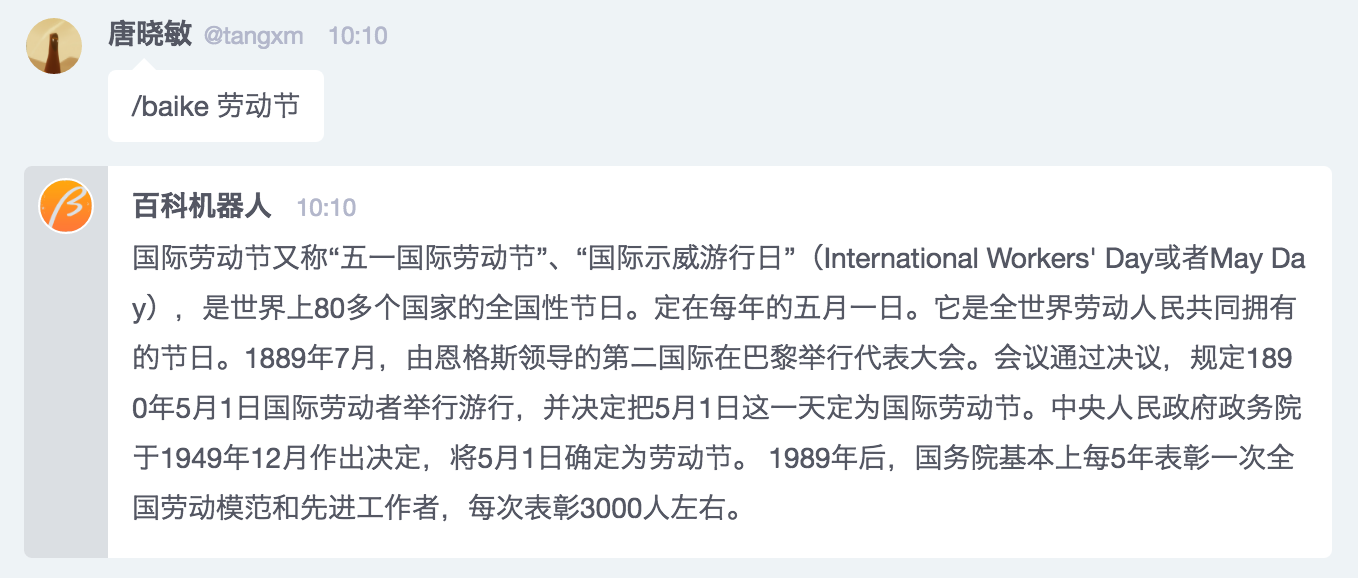 唐晓敏 @tangxm 10:10
/baike 劳动节
百科机器人 10:10
国际劳动节又称“五一国际劳动节”、“国际示威游行日”（International Workers' Day或者May Da
y），是世界上80多个国家的全国性节日。定在每年的五月一日。它是全世界劳动人民共同拥有
的节日。1889年7月，由恩格斯领导的第二国际在巴黎举行代表大会。会议通过决议，规定189
0年5月1日国际劳动者举行游行，并决定把5月1日这一天定为国际劳动节。中央人民政府政务院
于1949年12月作出决定，将5月1日确定为劳动节。 1989年后，国务院基本上每5年表彰一次全
国劳动模范和先进工作者，每次表彰3000人左右。